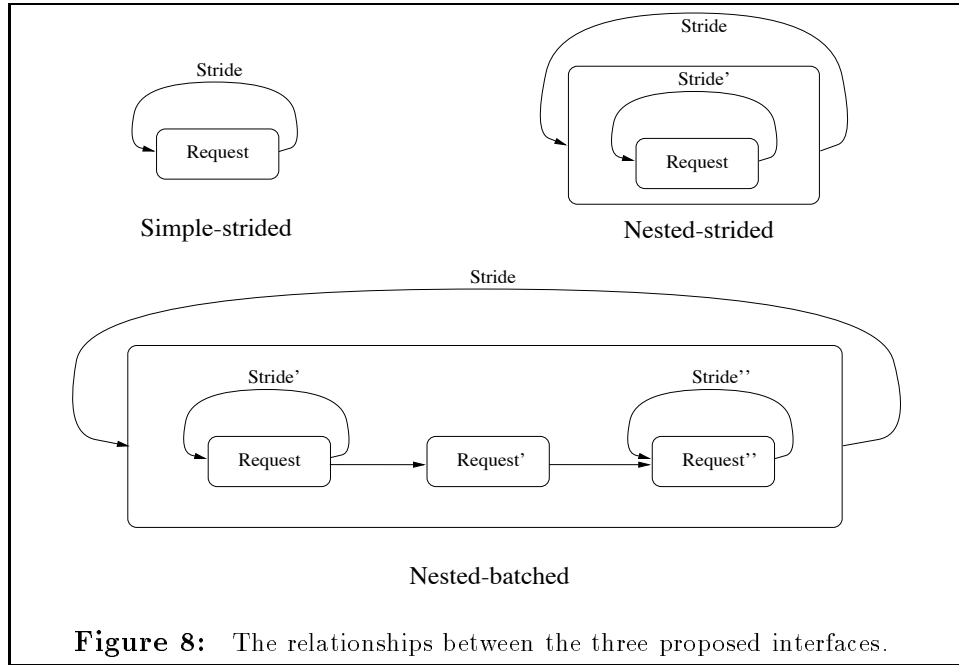 Stride
Request
Simple-strided
Stride
Stride’
Request
Nested-strided
Stride
Stride’
Stride’’
Request
Request’
Request’’
Nested-batched
Figure 8: The relationships between the three proposed interfaces.